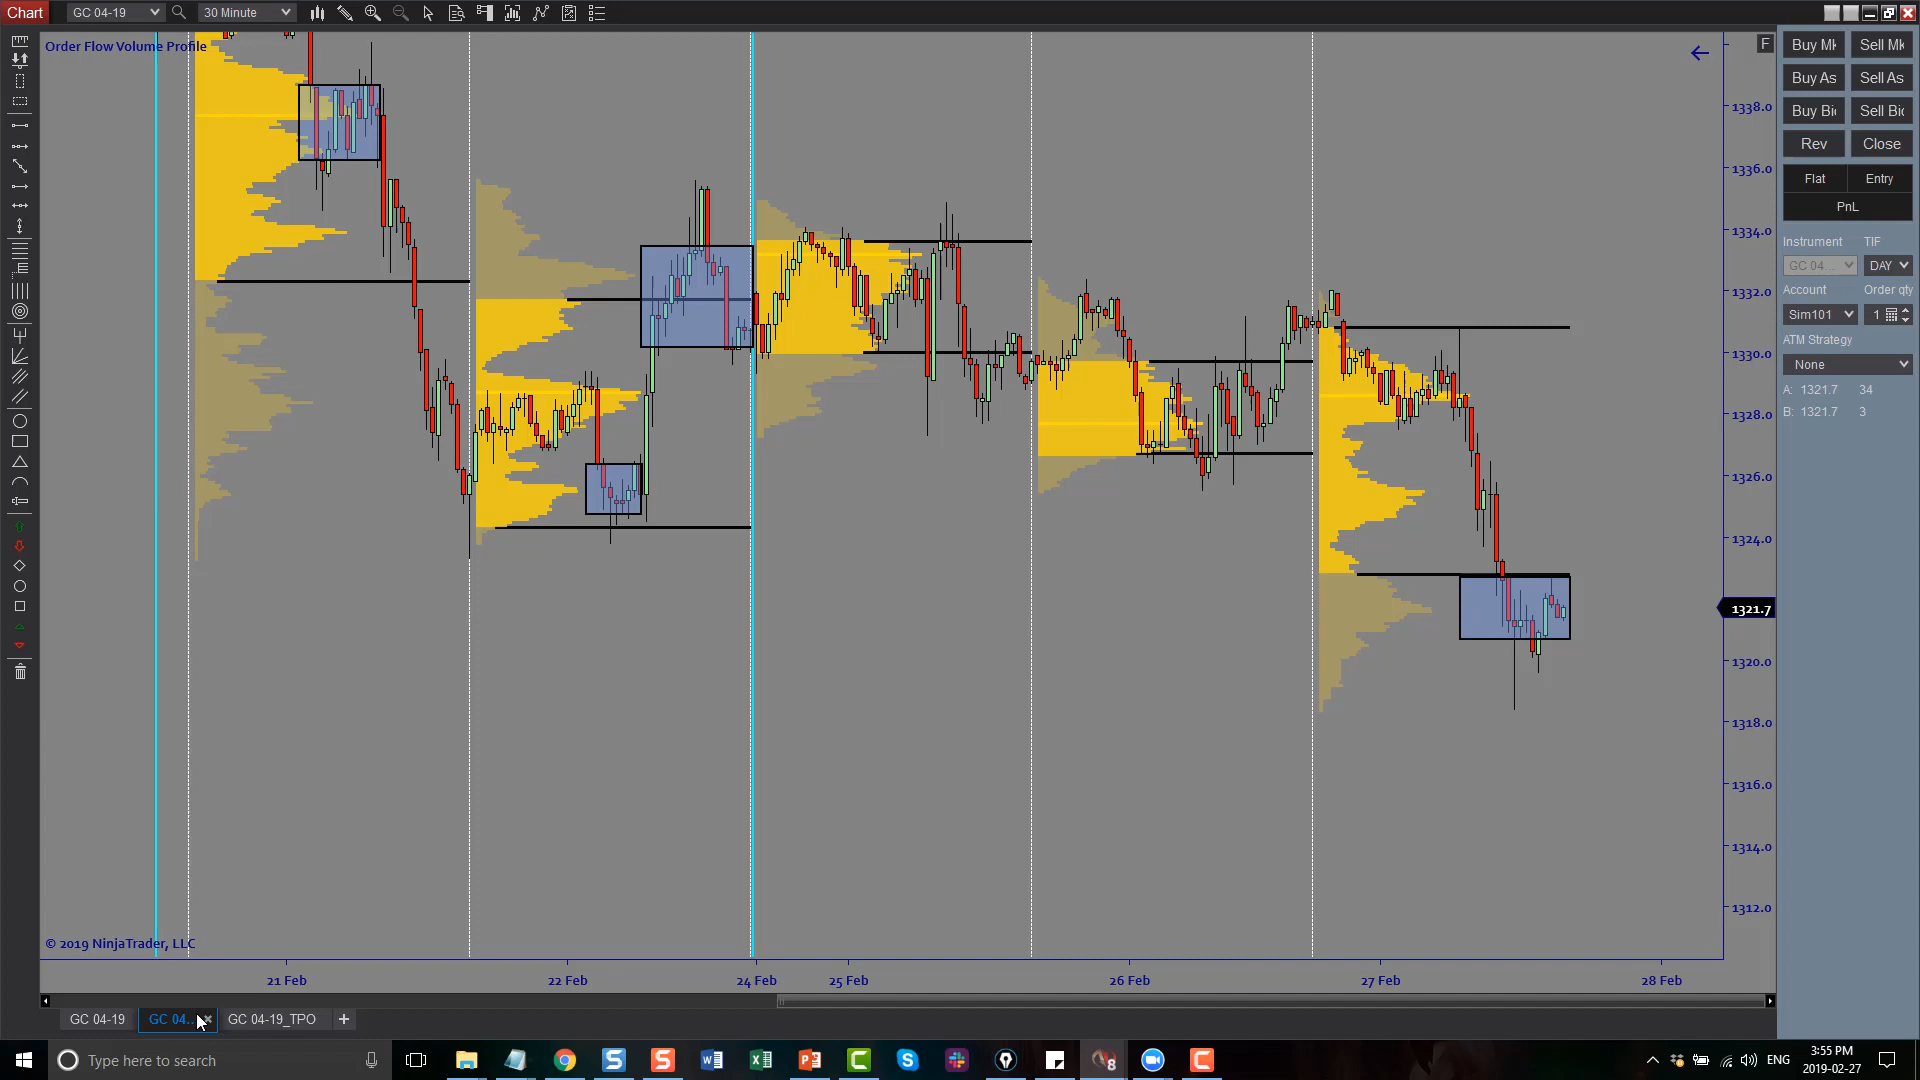 Chart
GC 04-19
30 Minute
Order Flow Volume Profile
F
1338.0
1336.0
1334.0
1332.0
1330.0
1328.0
1326.0
1324.0
1321.7
1320.0
1318.0
1316.0
1314.0
1312.0
© 2019 NinjaTrader, LLC
21 Feb
22 Feb
24 Feb
25 Feb
26 Feb
27 Feb
28 Feb
Buy Mk
Sell Mk
Buy As
Sell As
Buy Bi
Sell Bid
Rev
Close
Flat
Entry
PnL
Instrument
TIF
GC 04...
DAY
Account
Order qty
Sim101
1
ATM Strategy
None
A: 1321.7 34
B: 1321.7 3
GC 04-19
GC 04...
GC 04-19_TPO
+
Type here to search
ENG
3:55 PM
2019-02-27